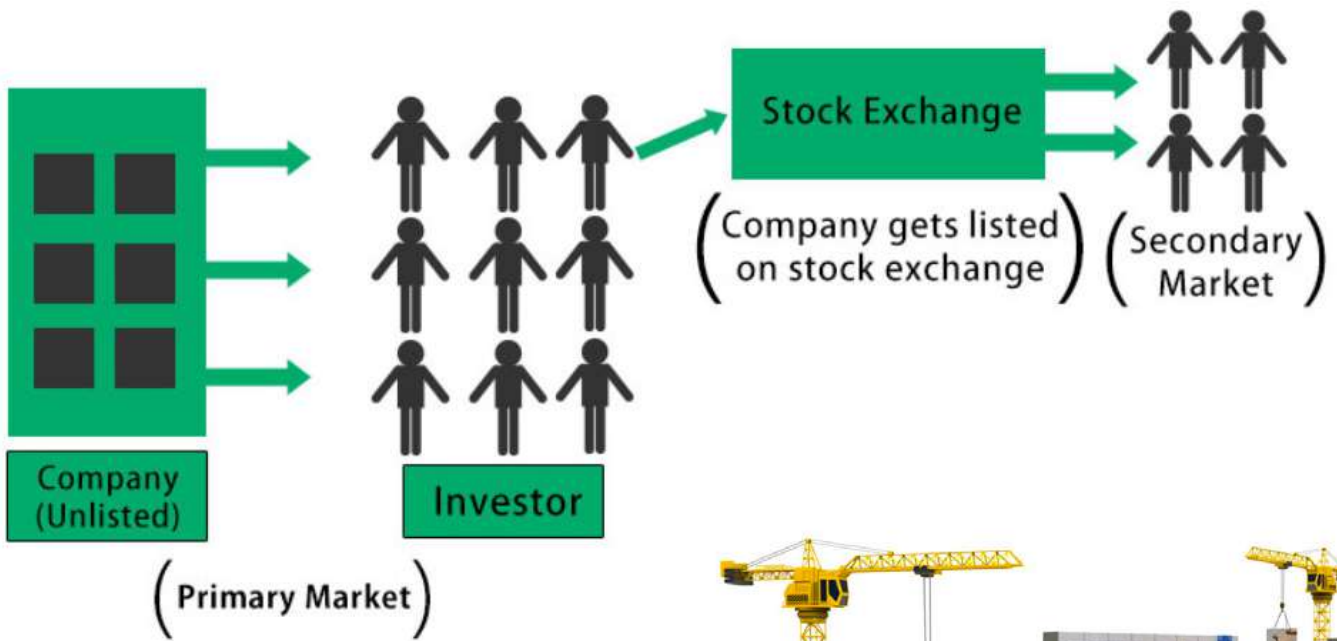 Stock Exchange
(Company gets listed
on stock exchange)
(Secondary
Market)
Company
(Unlisted)
Investor
(Primary Market)